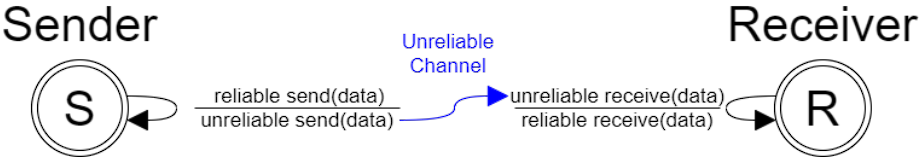 Sender
Receiver
Unreliable
Channel
S
reliable send(data)
unreliable send(data)
unreliable receive(data)
reliable receive(data)
R